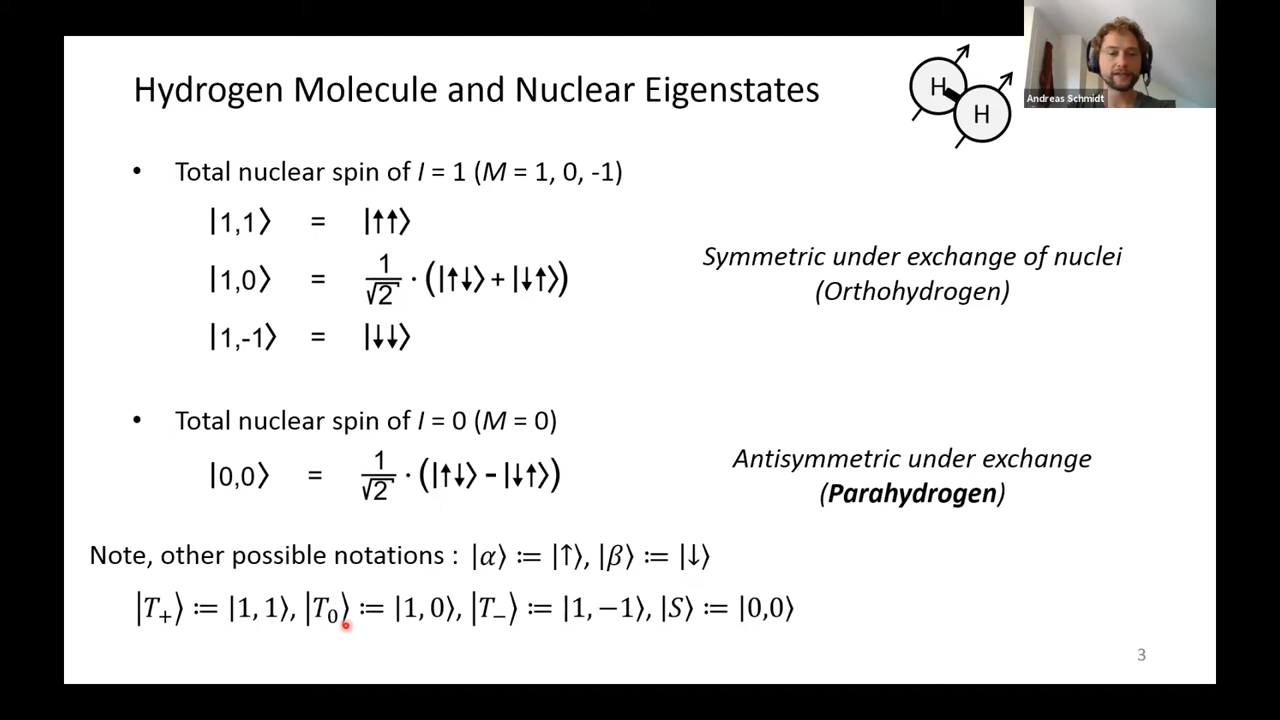 Hydrogen Molecule and Nuclear Eigenstates
H
H
Andreas Schmidt
• Total nuclear spin of I = 1 (M = 1, 0, -1)
|1,1⟩ = |↑↑⟩
|1,0⟩ = 1/√2 · (|↑↓⟩ + |↓↑⟩)
|1,-1⟩ = |↓↓⟩
Symmetric under exchange of nuclei
(Orthohydrogen)
• Total nuclear spin of I = 0 (M = 0)
|0,0⟩ = 1/√2 · (|↑↓⟩ - |↓↑⟩)
Antisymmetric under exchange
(Parahydrogen)
Note, other possible notations : |α⟩ ≔ |↑⟩, |β⟩ ≔ |↓⟩
|T₊⟩ ≔ |1, 1⟩, |T₀⟩ ≔ |1, 0⟩, |T₋⟩ ≔ |1, −1⟩, |S⟩ ≔ |0,0⟩
3